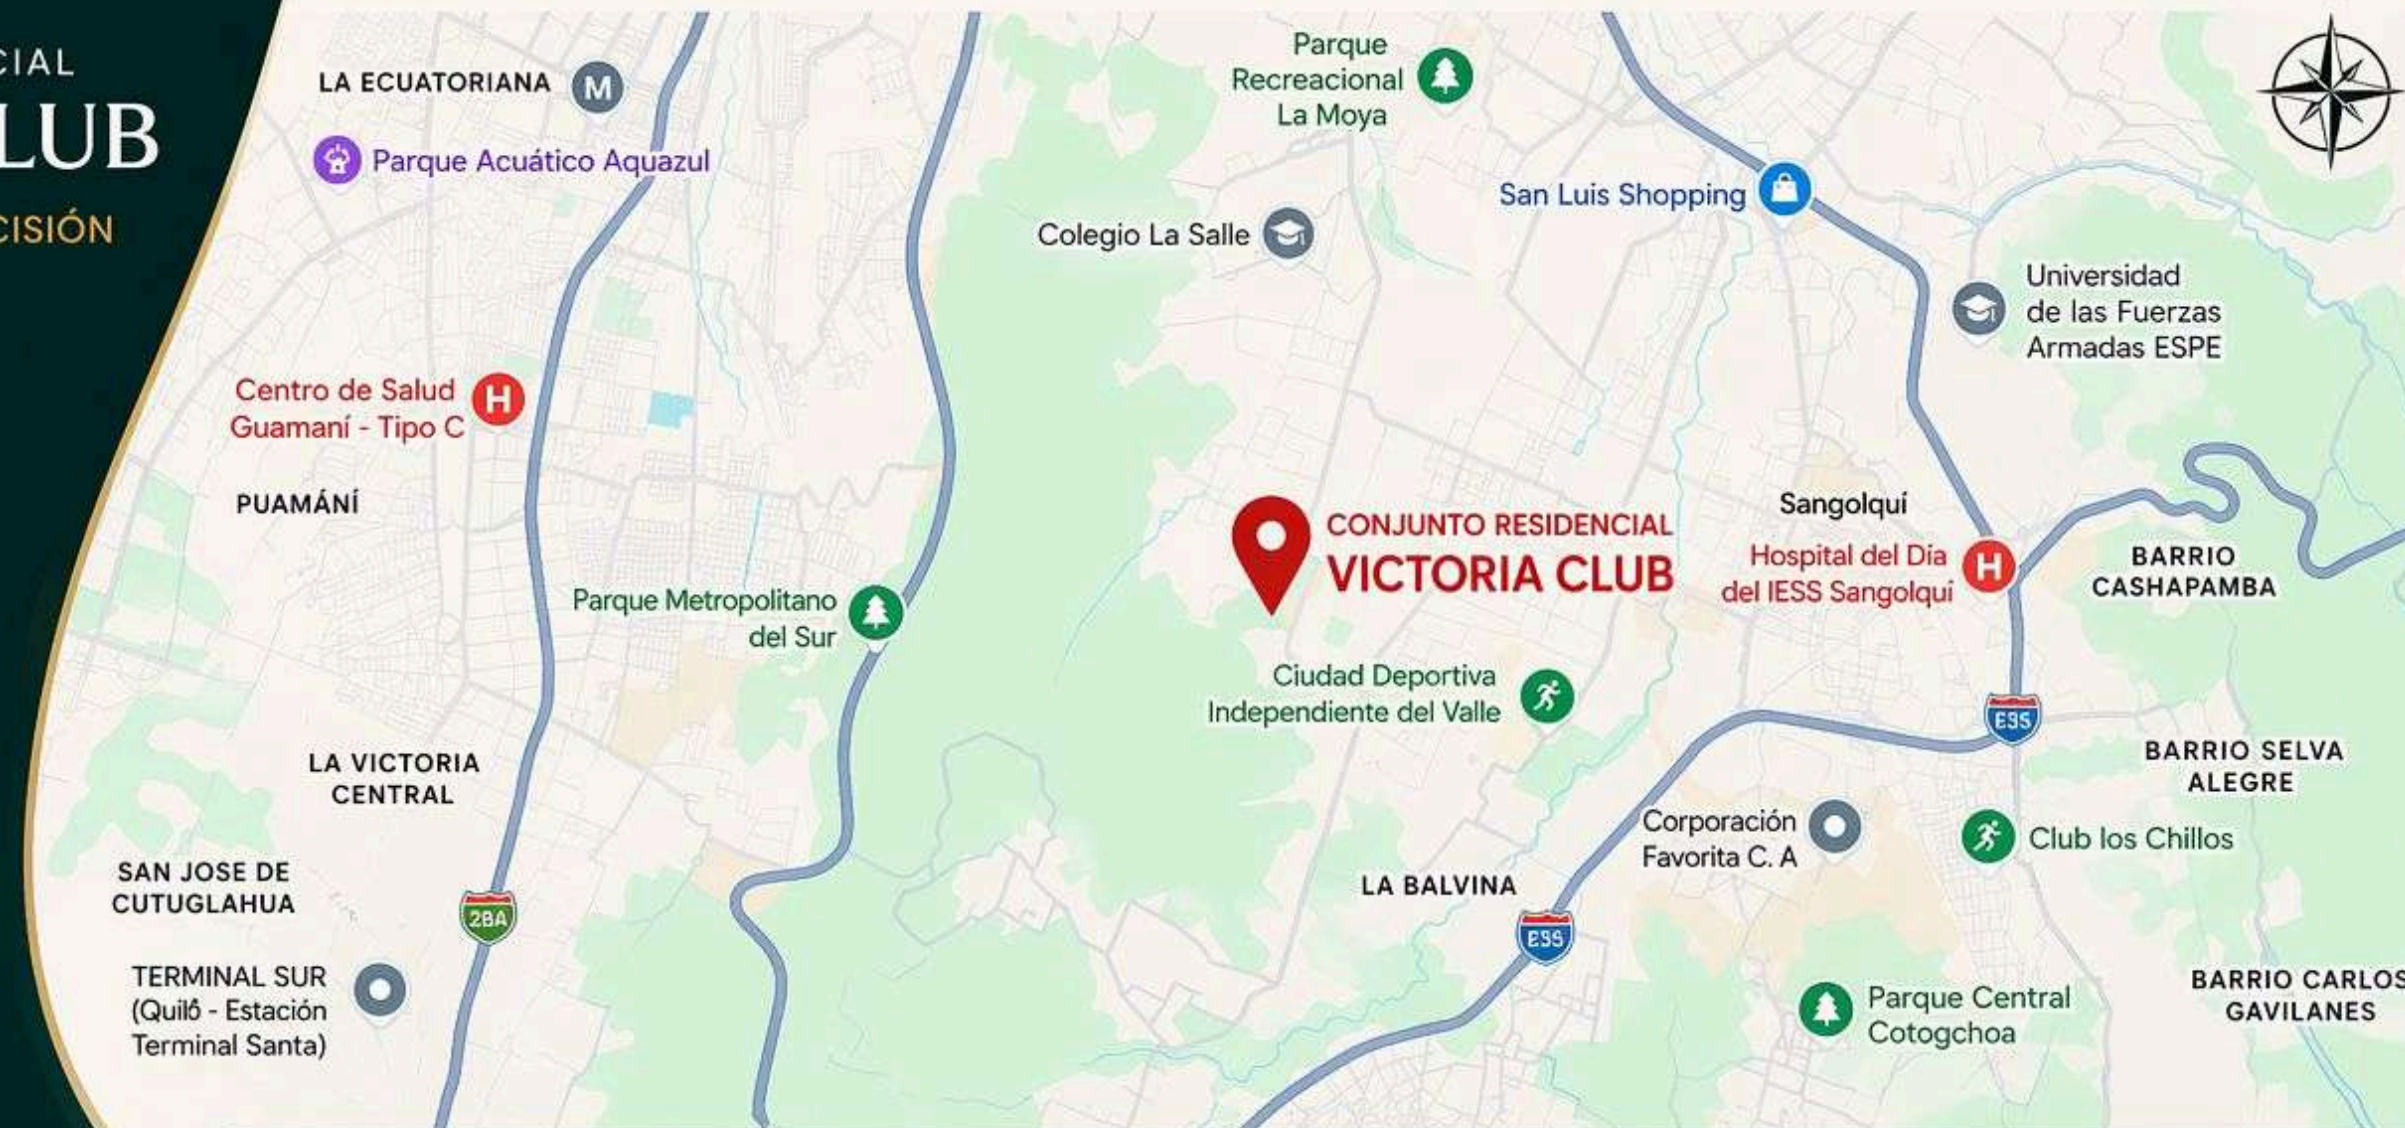 CIAL
LUB
CISIÓN
LA ECUATORIANA
M
Parque Acuático Aquazul
Parque
Recreacional
La Moya
Colegio La Salle
San Luis Shopping
Universidad
de las Fuerzas
Armadas ESPE
Centro de Salud
Guamaní - Tipo C
H
PUAMÁNÍ
CONJUNTO RESIDENCIAL
VICTORIA CLUB
Sangolquí
Hospital del Día
del IESS Sangolquí
H
BARRIO
CASHAPAMBA
Parque Metropolitano
del Sur
Ciudad Deportiva
Independiente del Valle
E35
BARRIO SELVA
ALEGRE
LA VICTORIA
CENTRAL
Corporación
Favorita C. A
Club los Chillos
SAN JOSE DE
CUTUGLAHUA
LA BALVINA
2BA
E35
TERMINAL SUR
(Quilô - Estación
Terminal Santa)
Parque Central
Cotogchoa
BARRIO CARLOS
GAVILANES